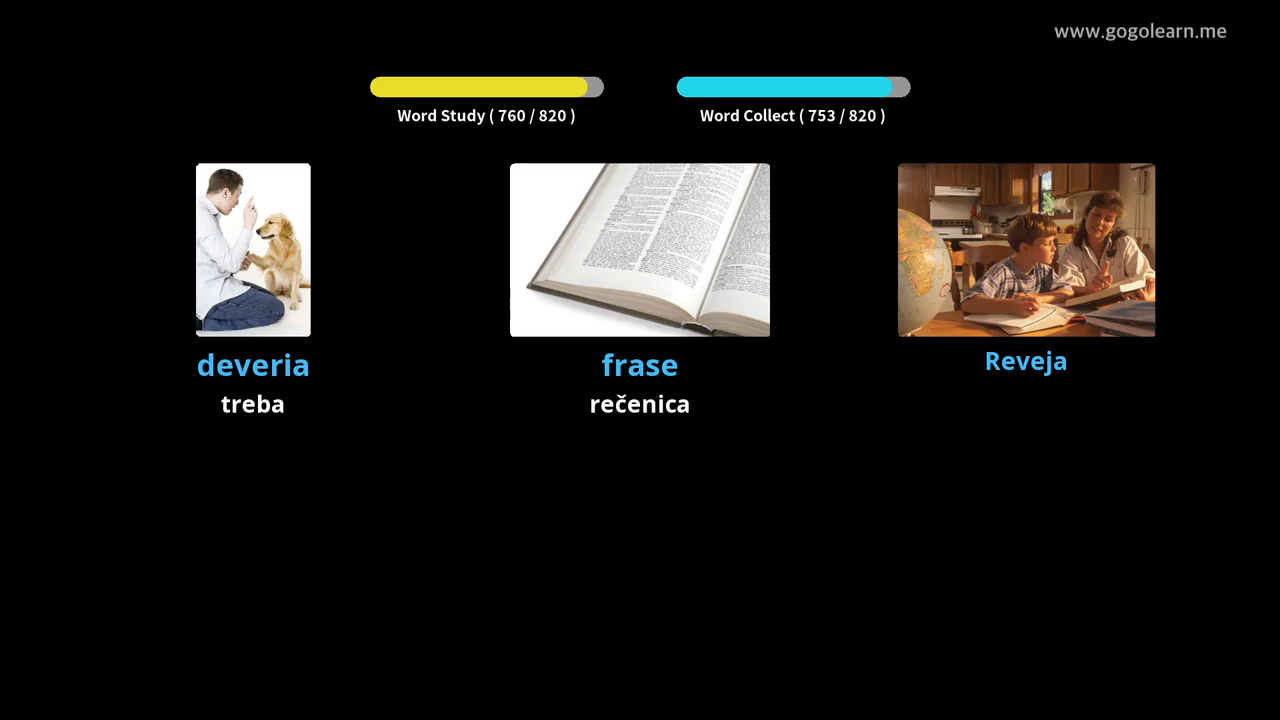 www.gogolearn.me
Word Study ( 760 / 820 )
Word Collect ( 753 / 820 )
deveria
frase
Reveja
treba
rečenica